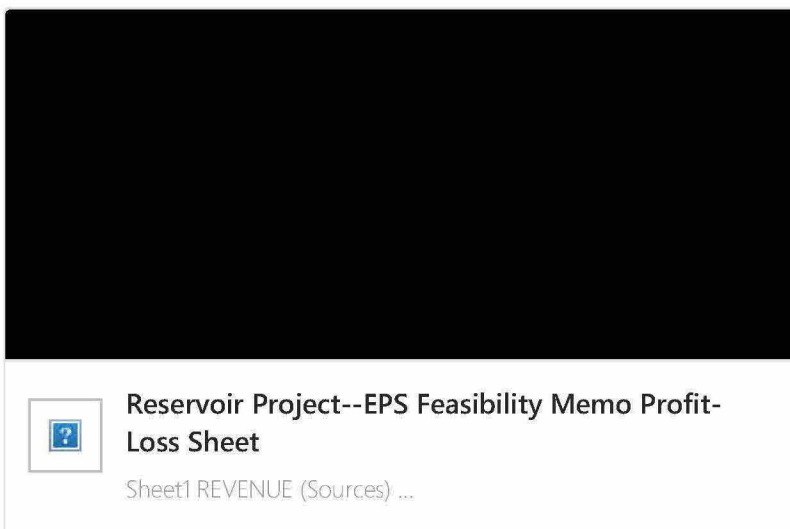 Reservoir Project--EPS Feasibility Memo Profit-
Loss Sheet
Sheet1 REVENUE (Sources) ...